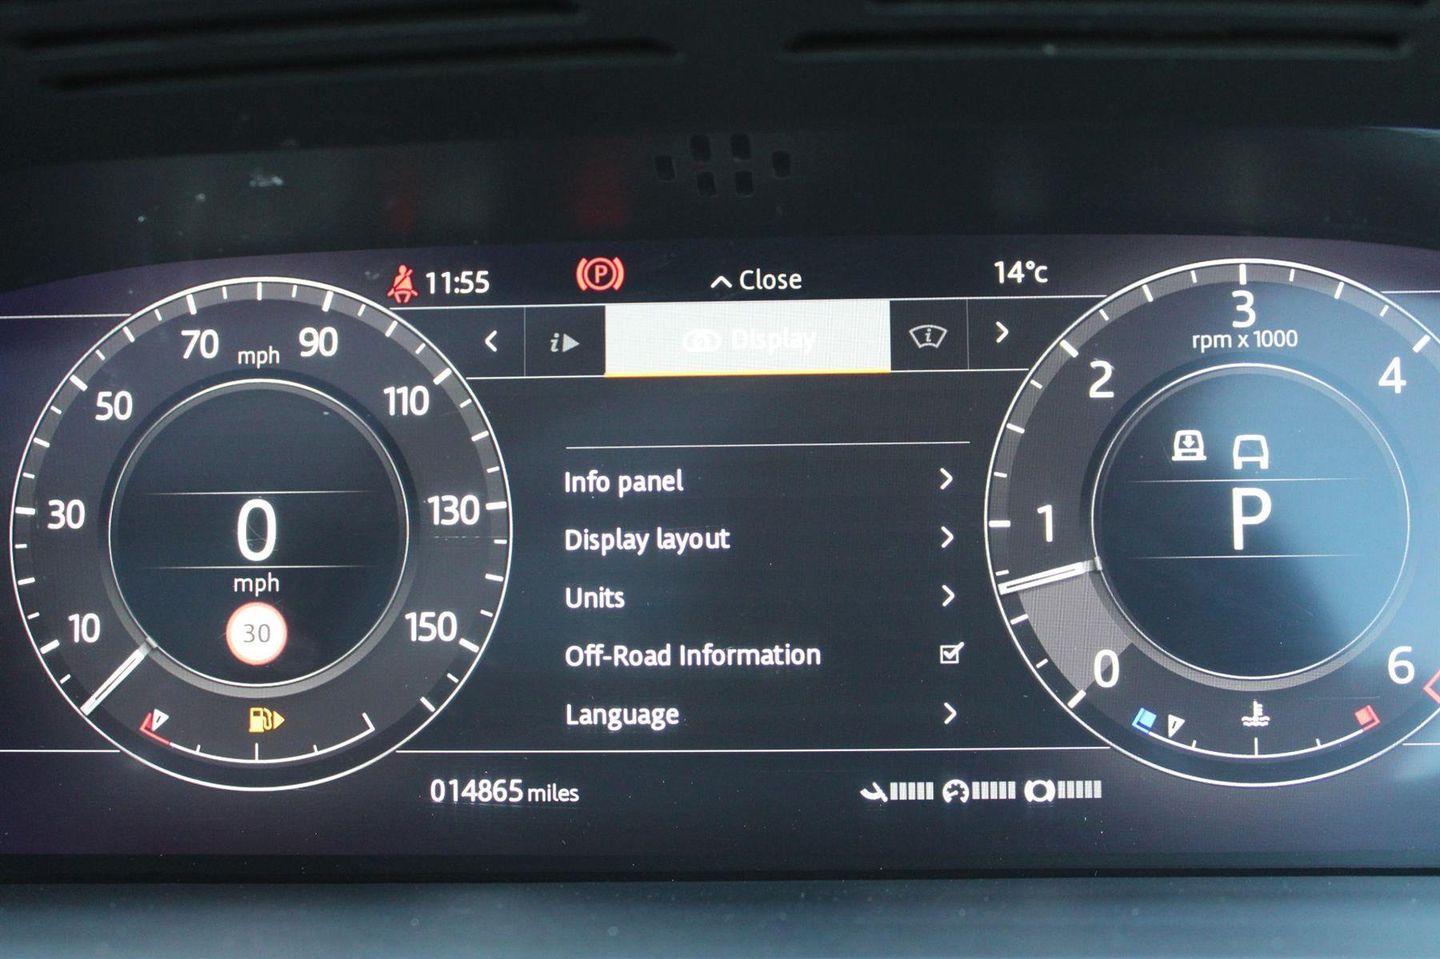 11:55
Close
14°c
Display
70
mph
90
50
110
30
130
10
150
0
mph
30
Info panel
Display layout
Units
Off-Road Information
Language
3
rpm x 1000
2
4
1
P
0
6
014865 miles